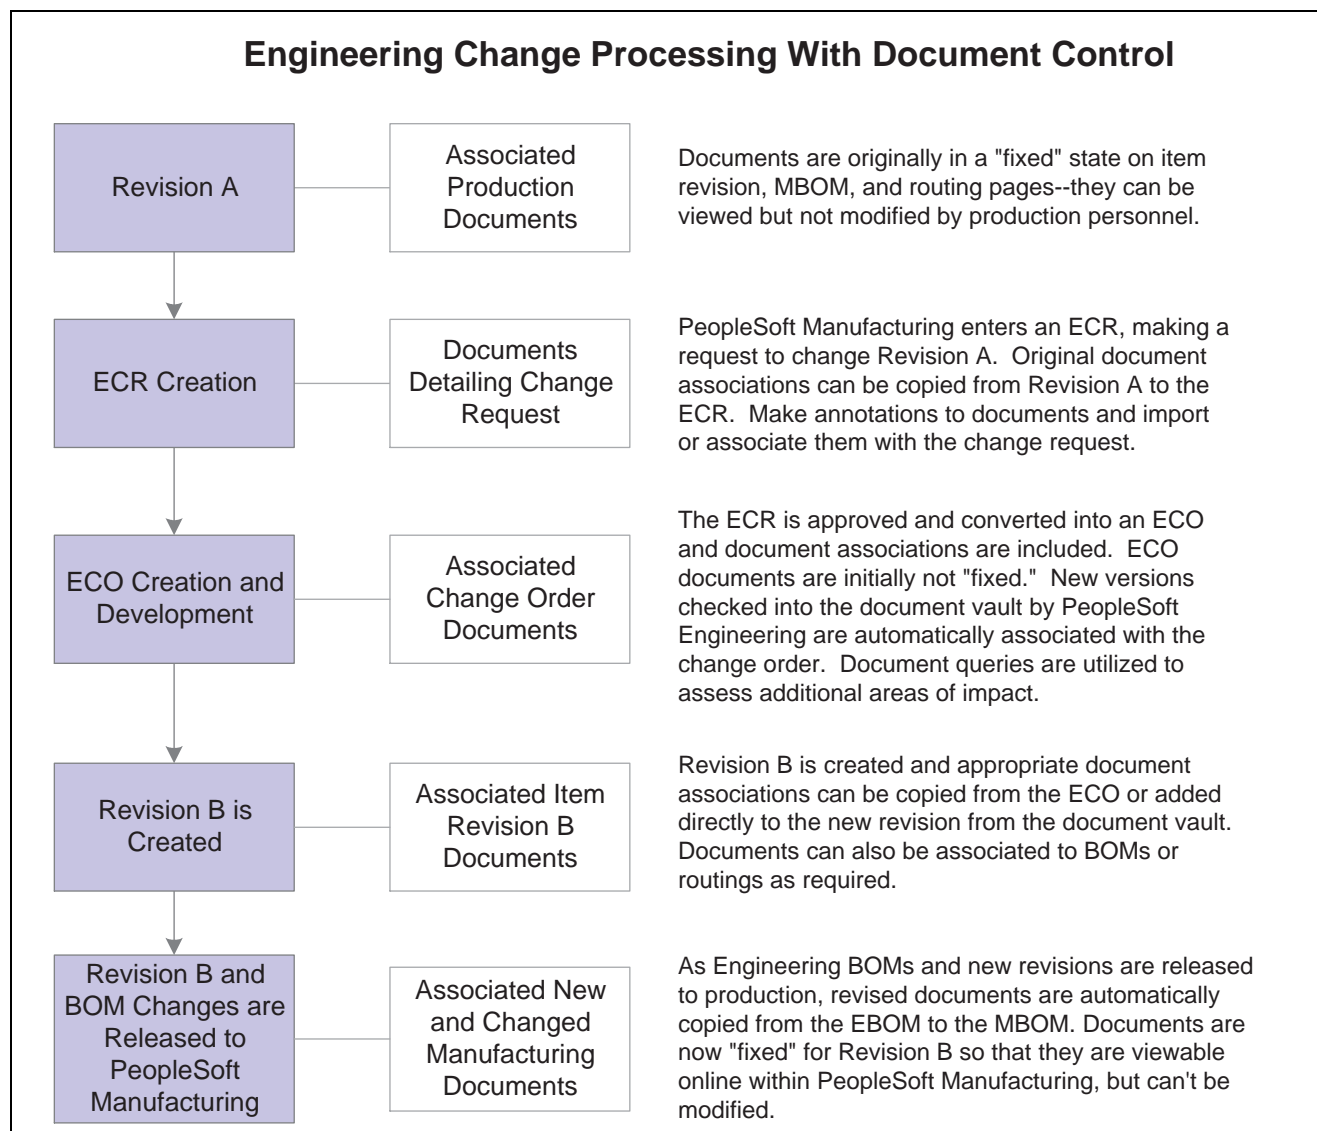 Engineering Change Processing With Document Control
Revision A
Associated
Production
Documents
Documents are originally in a "fixed" state on item
revision, MBOM, and routing pages--they can be
viewed but not modified by production personnel.
ECR Creation
Documents
Detailing Change
Request
PeopleSoft Manufacturing enters an ECR, making a
request to change Revision A.  Original document
associations can be copied from Revision A to the
ECR.  Make annotations to documents and import
or associate them with the change request.
ECO Creation and
Development
Associated
Change Order
Documents
The ECR is approved and converted into an ECO
and document associations are included.  ECO
documents are initially not "fixed."  New versions
checked into the document vault by PeopleSoft
Engineering are automatically associated with the
change order.  Document queries are utilized to
assess additional areas of impact.
Revision B is
Created
Associated Item
Revision B
Documents
Revision B is created and appropriate document
associations can be copied from the ECO or added
directly to the new revision from the document vault.
Documents can also be associated to BOMs or
routings as required.
Revision B and
BOM Changes are
Released to
PeopleSoft
Manufacturing
Associated New
and Changed
Manufacturing
Documents
As Engineering BOMs and new revisions are released
to production, revised documents are automatically
copied from the EBOM to the MBOM. Documents are
now "fixed" for Revision B so that they are viewable
online within PeopleSoft Manufacturing, but can't be
modified.